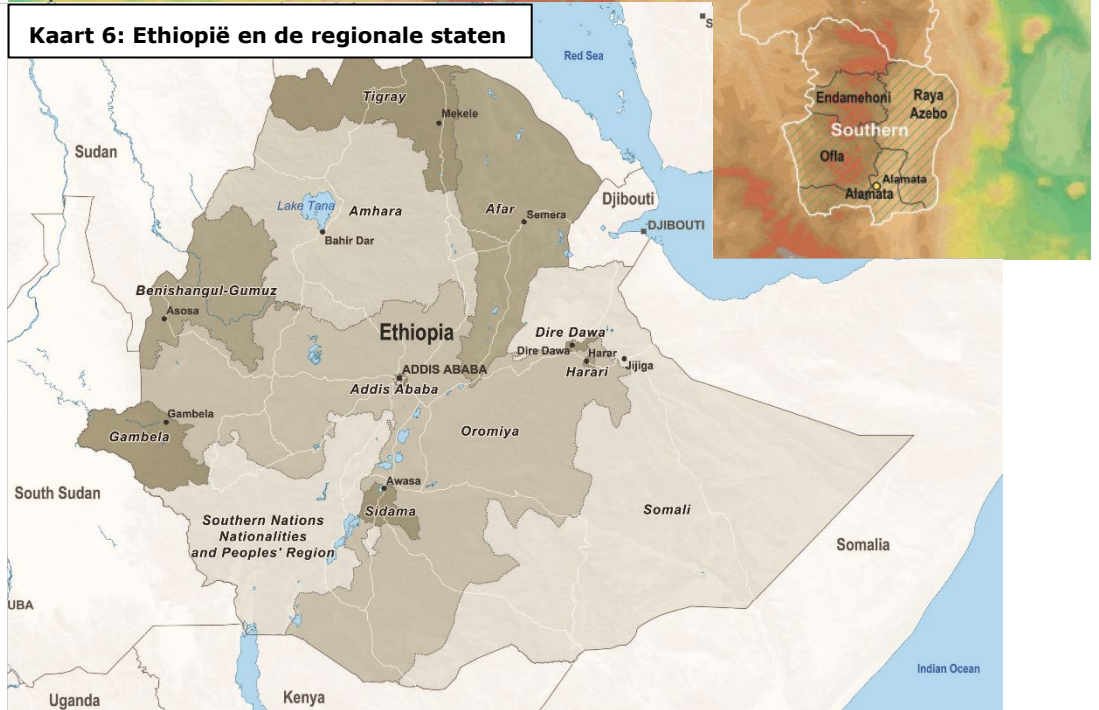 Kaart 6: Ethiopië en de regionale staten
Red Sea
Endamehoni
Raya
Azebo
Southern
Ofla
Alamata
Alamata
Tigray
Mekele
Sudan
Lake Tana
Amhara
Bahir Dar
Afar
Semera
Djibouti
DJIBOUTI
Benishangul-Gumuz
Asosa
Ethiopia
Dire Dawa
Dire Dawa
Harar
Jijiga
Harari
ADDIS ABABA
Addis Ababa
Gambela
Gambela
Oromiya
South Sudan
Awasa
Sidama
Somali
Southern Nations
Nationalities
and Peoples' Region
Somalia
UBA
Indian Ocean
Uganda
Kenya